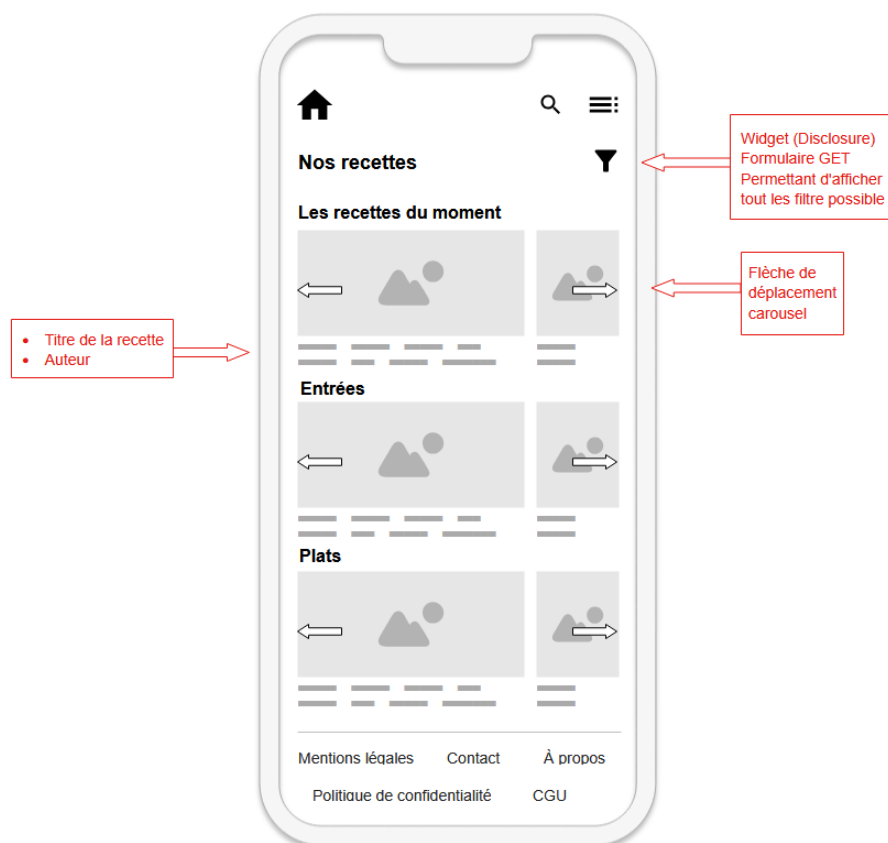 Nos recettes
Widget (Disclosure)
Formulaire GET
Permettant d'afficher
tout les filtre possible
Les recettes du moment
Flèche de
déplacement
carousel
Titre de la recette
Auteur
Entrées
Plats
Mentions légales Contact À propos
Politique de confidentialité CGU